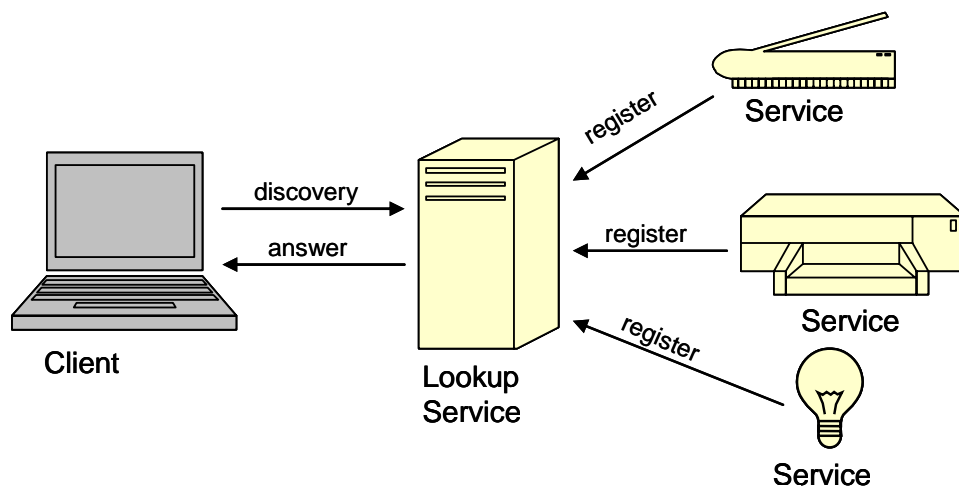 Service
register
discovery
answer
register
Service
register
Client
Lookup
Service
Service